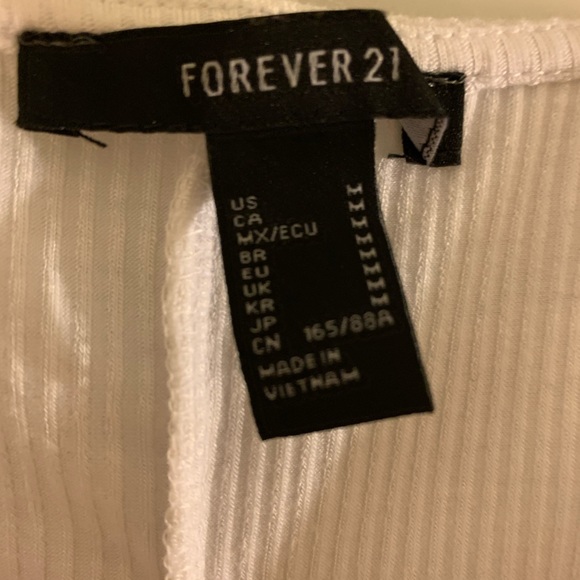 FOREVER 21
US M
CA M
MX/ECU M
BR M
EU M
UK M
KR M
JP M
CN 165/88A
MADE IN
VIETNAM